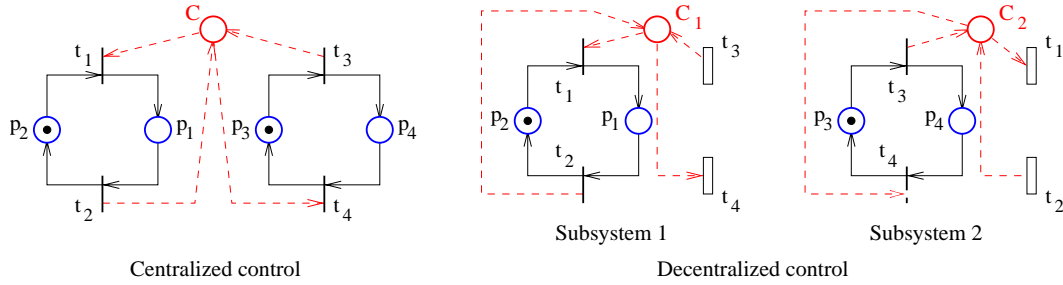 C
t1
t3
p2
p1
p3
p4
t2
t4
Centralized control
C1
t3
t1
p2
p1
t2
t4
Subsystem 1
C2
t1
t3
p3
p4
t4
t2
Subsystem 2
Decentralized control